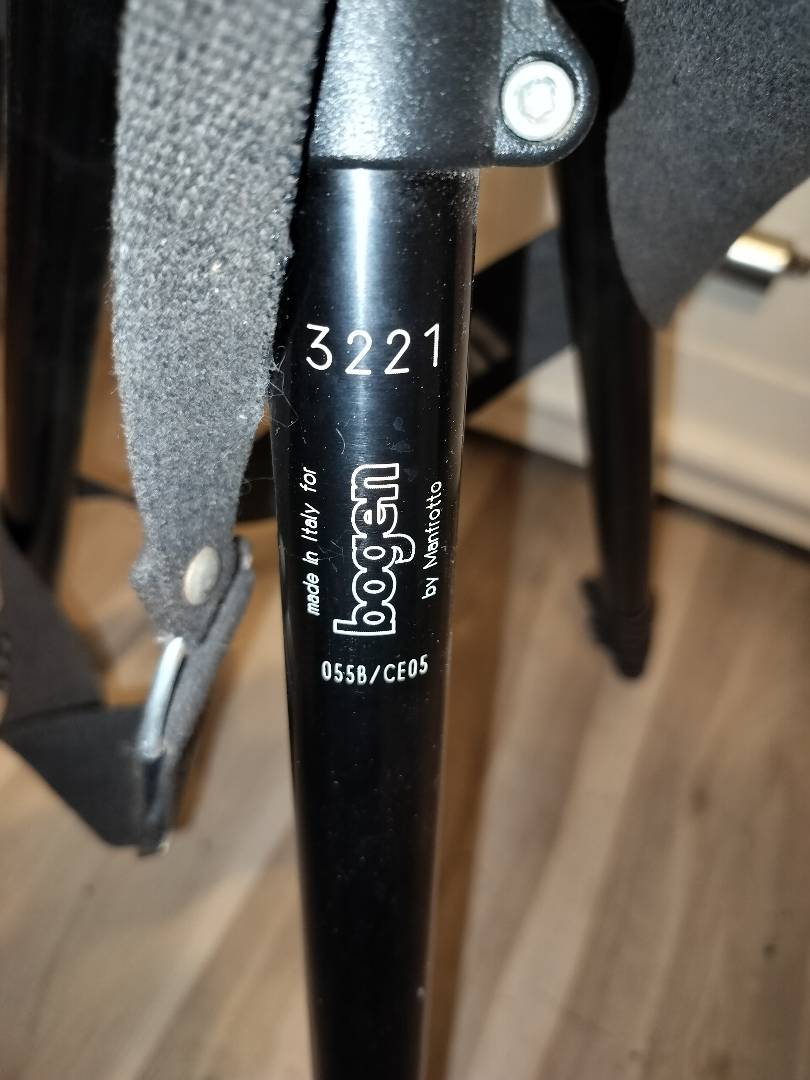 3221
made in Italy for
bogen
by Manfrotto
055B/CE05